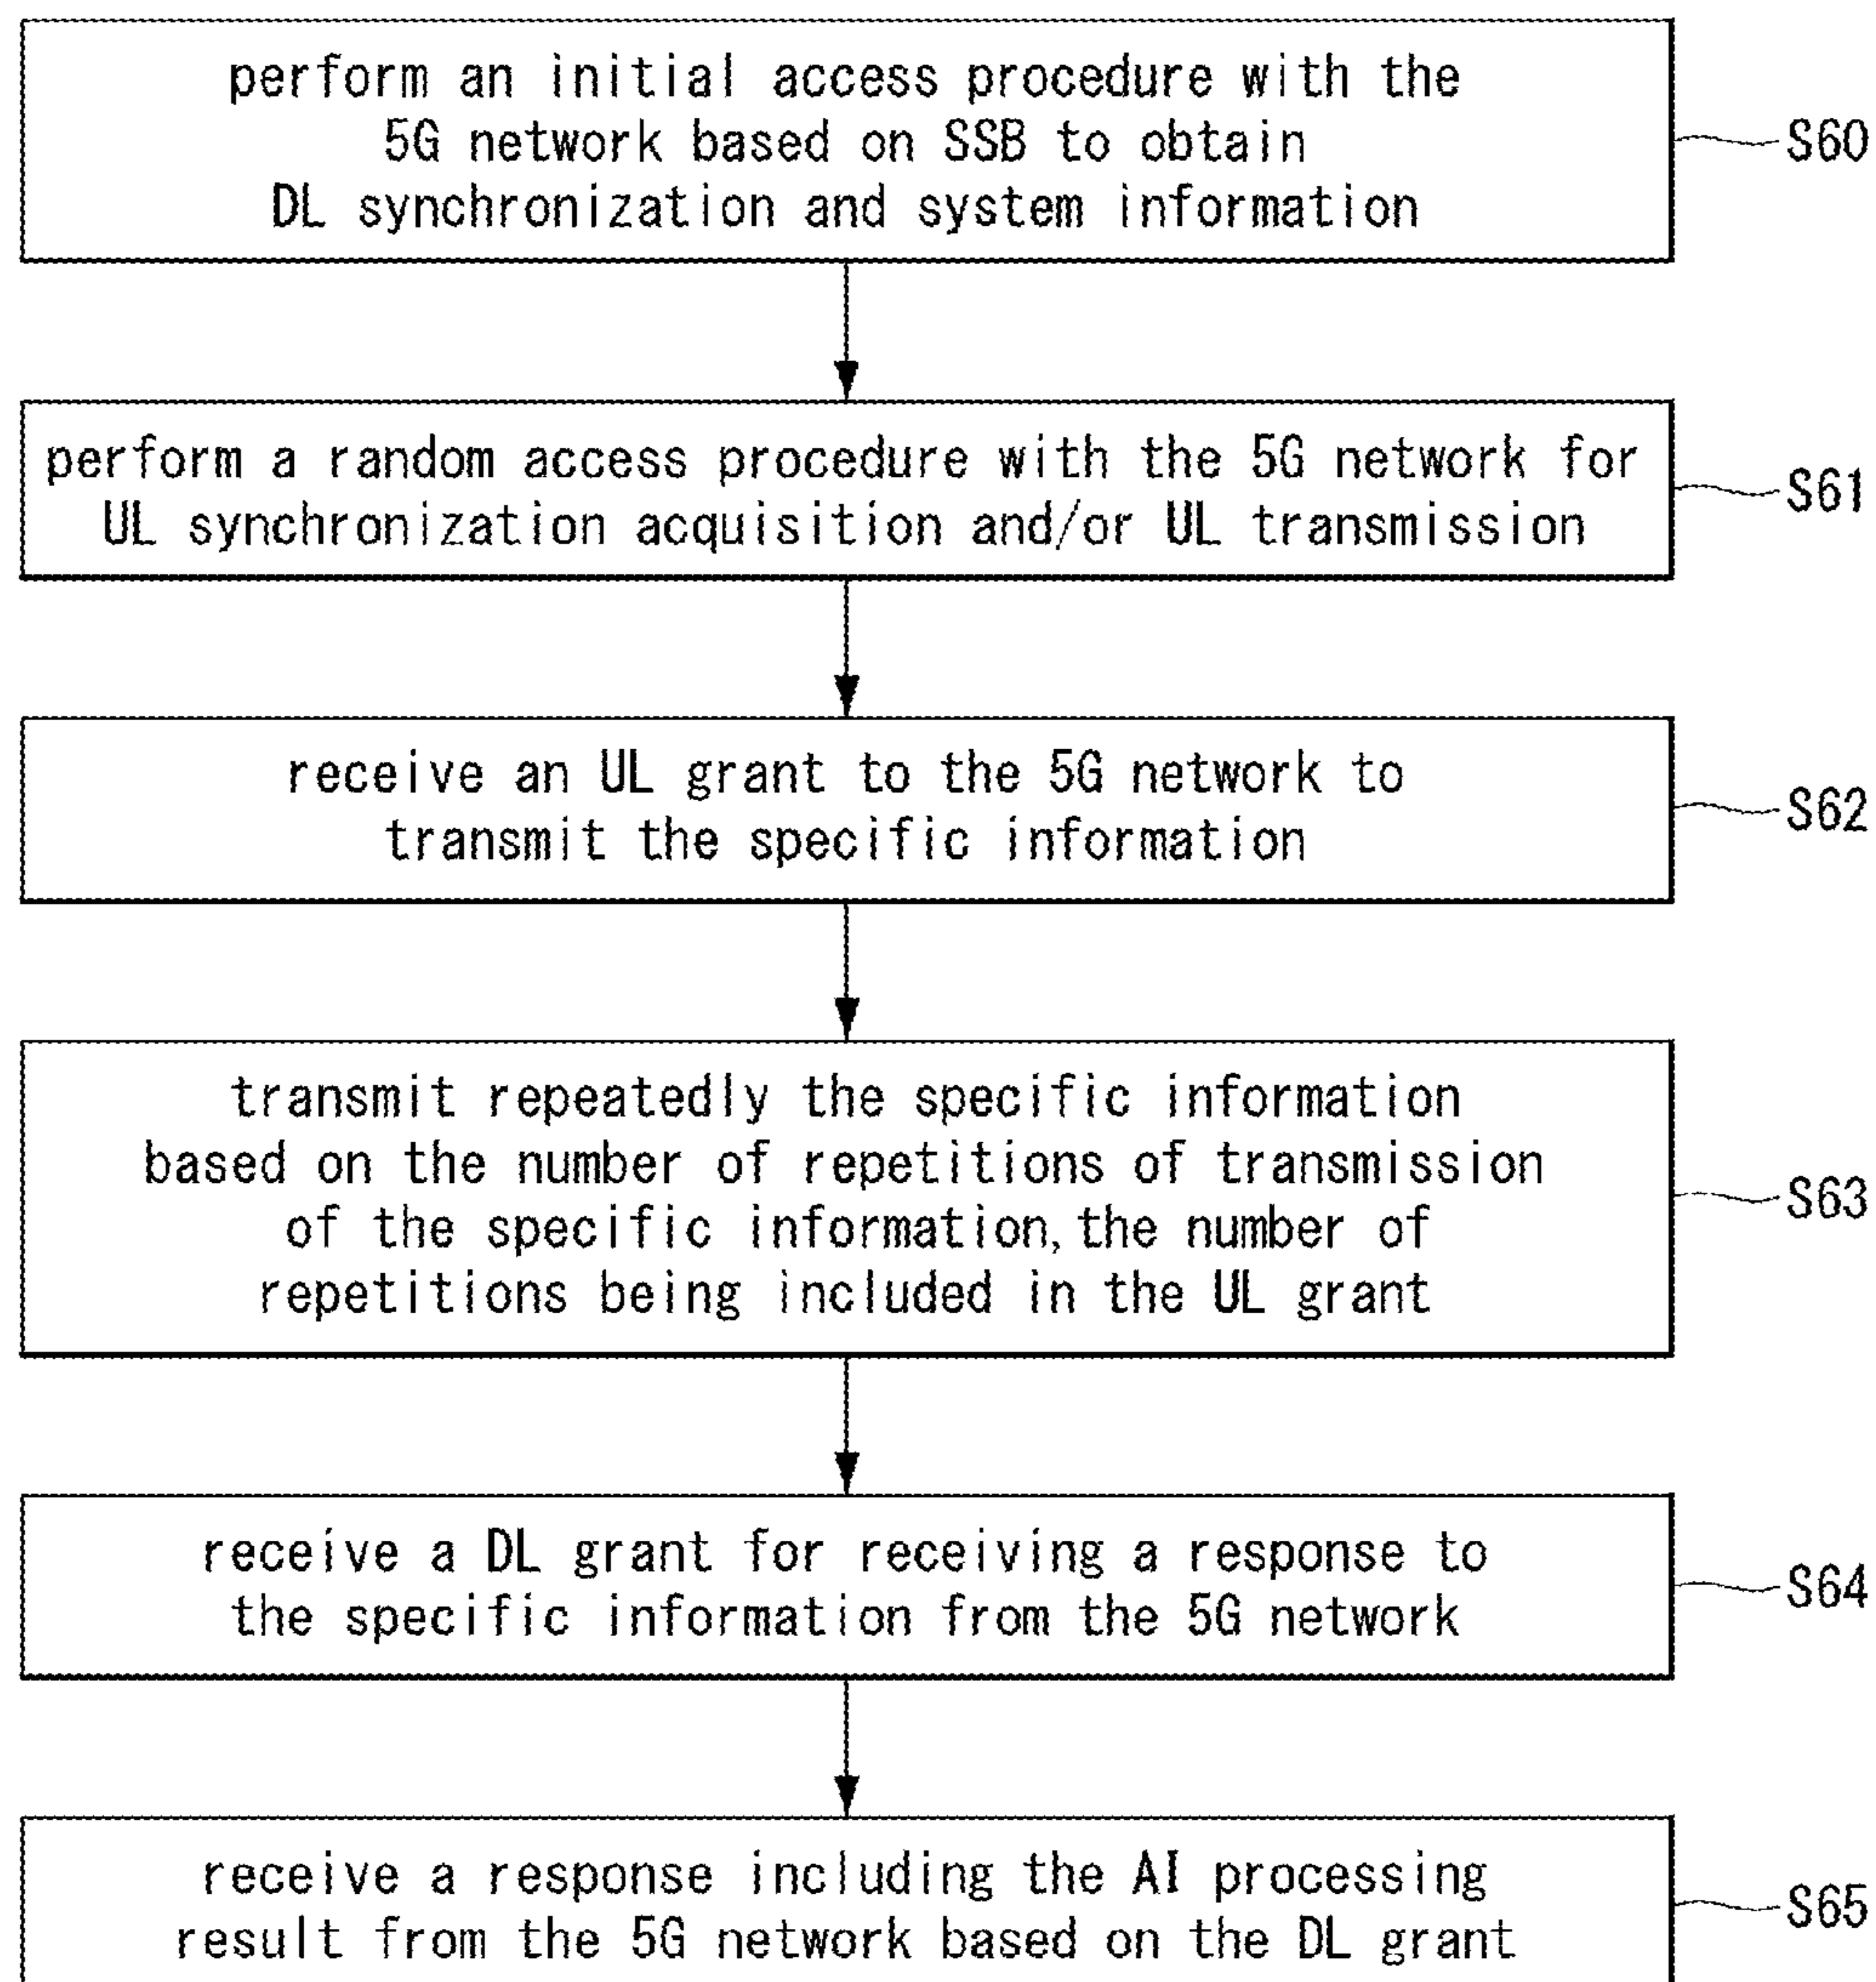 perform an initial access procedure with the
5G network based on SSB to obtain
DL synchronization and system information
S60
perform a random access procedure with the 5G network for
UL synchronization acquisition and/or UL transmission
S61
receive an UL grant to the 5G network to
transmit the specific information
S62
transmit repeatedly the specific information
based on the number of repetitions of transmission
of the specific information, the number of
repetitions being included in the UL grant
S63
receive a DL grant for receiving a response to
the specific information from the 5G network
S64
receive a response including the AI processing
result from the 5G network based on the DL grant
S65